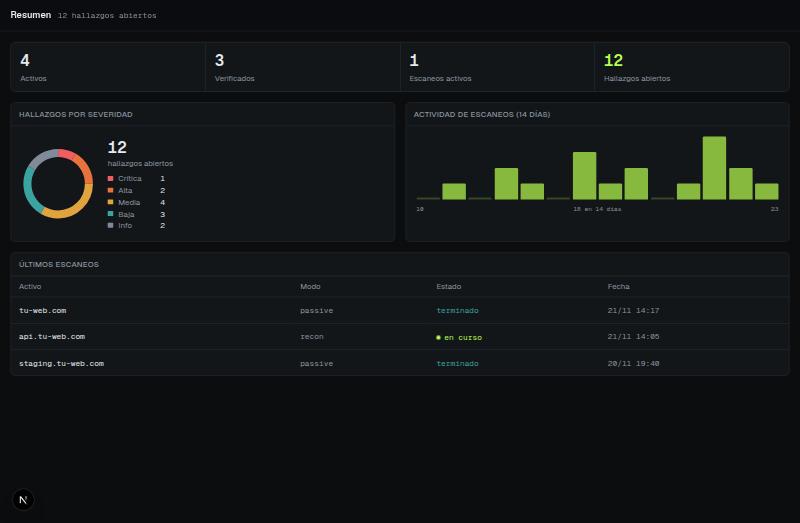 Resumen 12 hallazgos abiertos
4
Activos
3
Verificados
1
Escaneos activos
12
Hallazgos abiertos
HALLAZGOS POR SEVERIDAD
12
hallazgos abiertos
Crítica 1
Alta 2
Media 4
Baja 3
Info 2
ACTIVIDAD DE ESCANEOS (14 DÍAS)
10 18 en 14 días 23
ÚLTIMOS ESCANEOS
Activo Modo Estado Fecha
tu-web.com passive terminado 21/11 14:17
api.tu-web.com recon en curso 21/11 14:05
staging.tu-web.com passive terminado 20/11 19:40
N